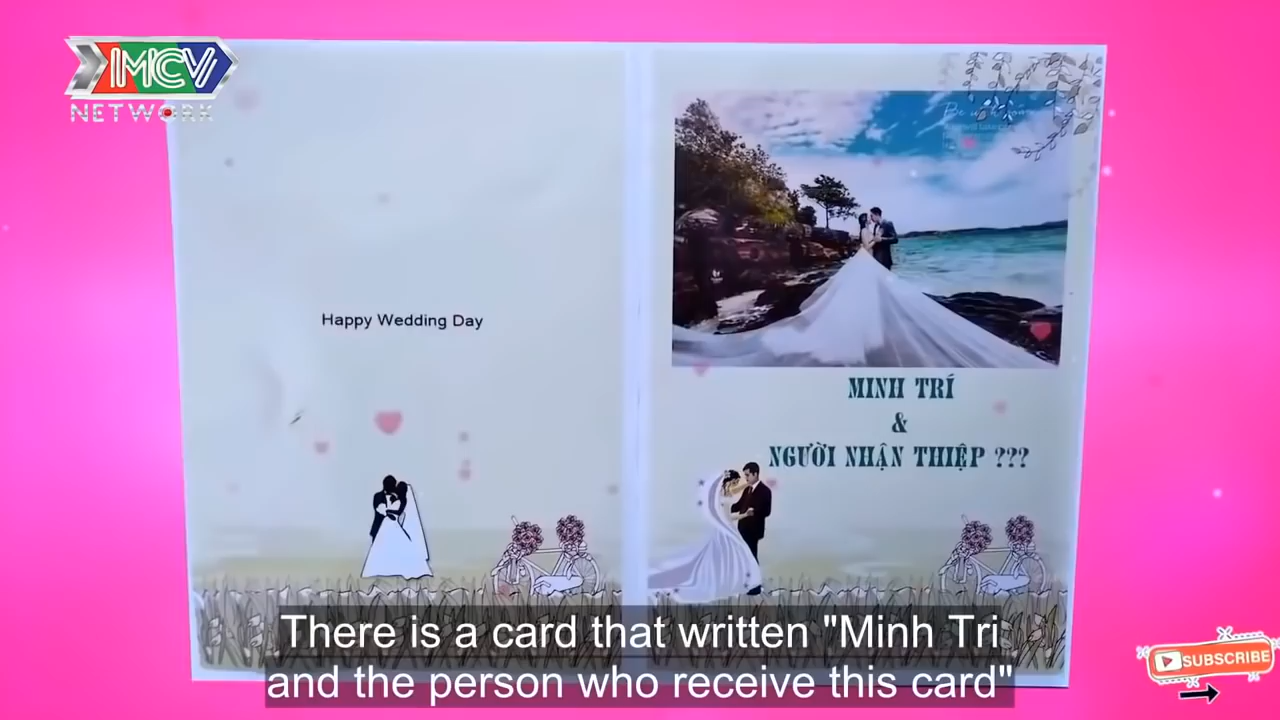 MCV
NETWORK
Happy Wedding Day
MINH TRÍ
&
NGƯỜI NHẬN THIỆP ???
There is a card that written "Minh Tri
and the person who receive this card"
SUBSCRIBE